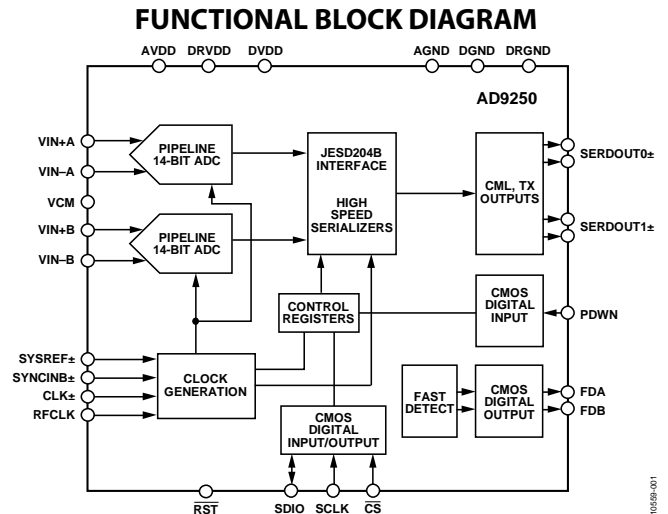 FUNCTIONAL BLOCK DIAGRAM
AVDD DRVDD DVDD AGND DGND DRGND
AD9250
VIN+A
VIN–A
VCM
VIN+B
VIN–B
PIPELINE
14-BIT ADC
PIPELINE
14-BIT ADC
JESD204B
INTERFACE
HIGH
SPEED
SERIALIZERS
CML, TX
OUTPUTS
SERDOUT0±
SERDOUT1±
CONTROL
REGISTERS
CMOS
DIGITAL
INPUT
PDWN
SYSREF±
SYNCINB±
CLK±
RFCLK
CLOCK
GENERATION
CMOS
DIGITAL
INPUT/OUTPUT
FAST
DETECT
CMOS
DIGITAL
OUTPUT
FDA
FDB
RST SDIO SCLK CS
10559-001